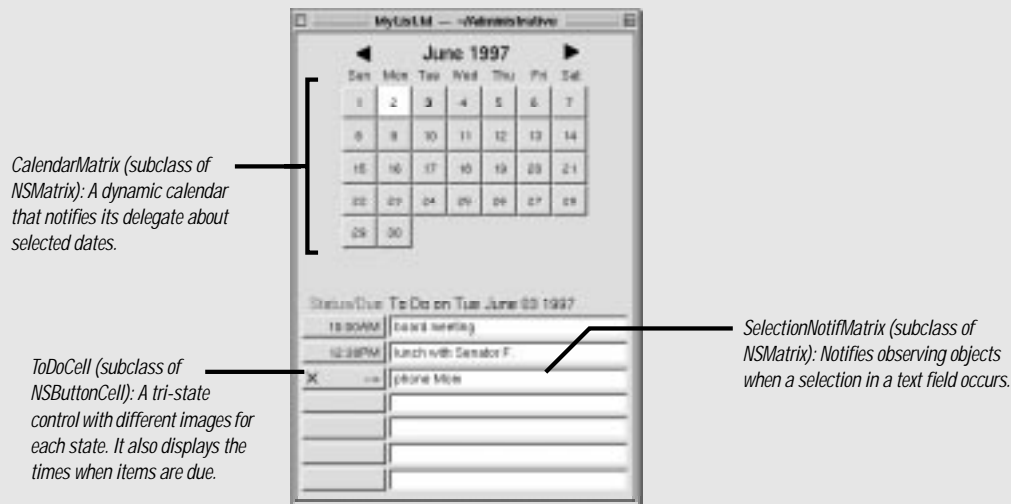 MyList.td — ~/Administrative
June 1997
Sun Mon Tue Wed Thu Fri Sat
1 2 3 4 5 6 7
8 9 10 11 12 13 14
15 16 17 18 19 20 21
22 23 24 25 26 27 28
29 30
CalendarMatrix (subclass of
NSMatrix): A dynamic calendar
that notifies its delegate about
selected dates.
Status/Due To Do on Tue June 03 1997
10:00AM board meeting
12:30PM lunch with Senator F.
X phone Mom
ToDoCell (subclass of
NSButtonCell): A tri-state
control with different images for
each state. It also displays the
times when items are due.
SelectionNotifMatrix (subclass of
NSMatrix): Notifies observing objects
when a selection in a text field occurs.